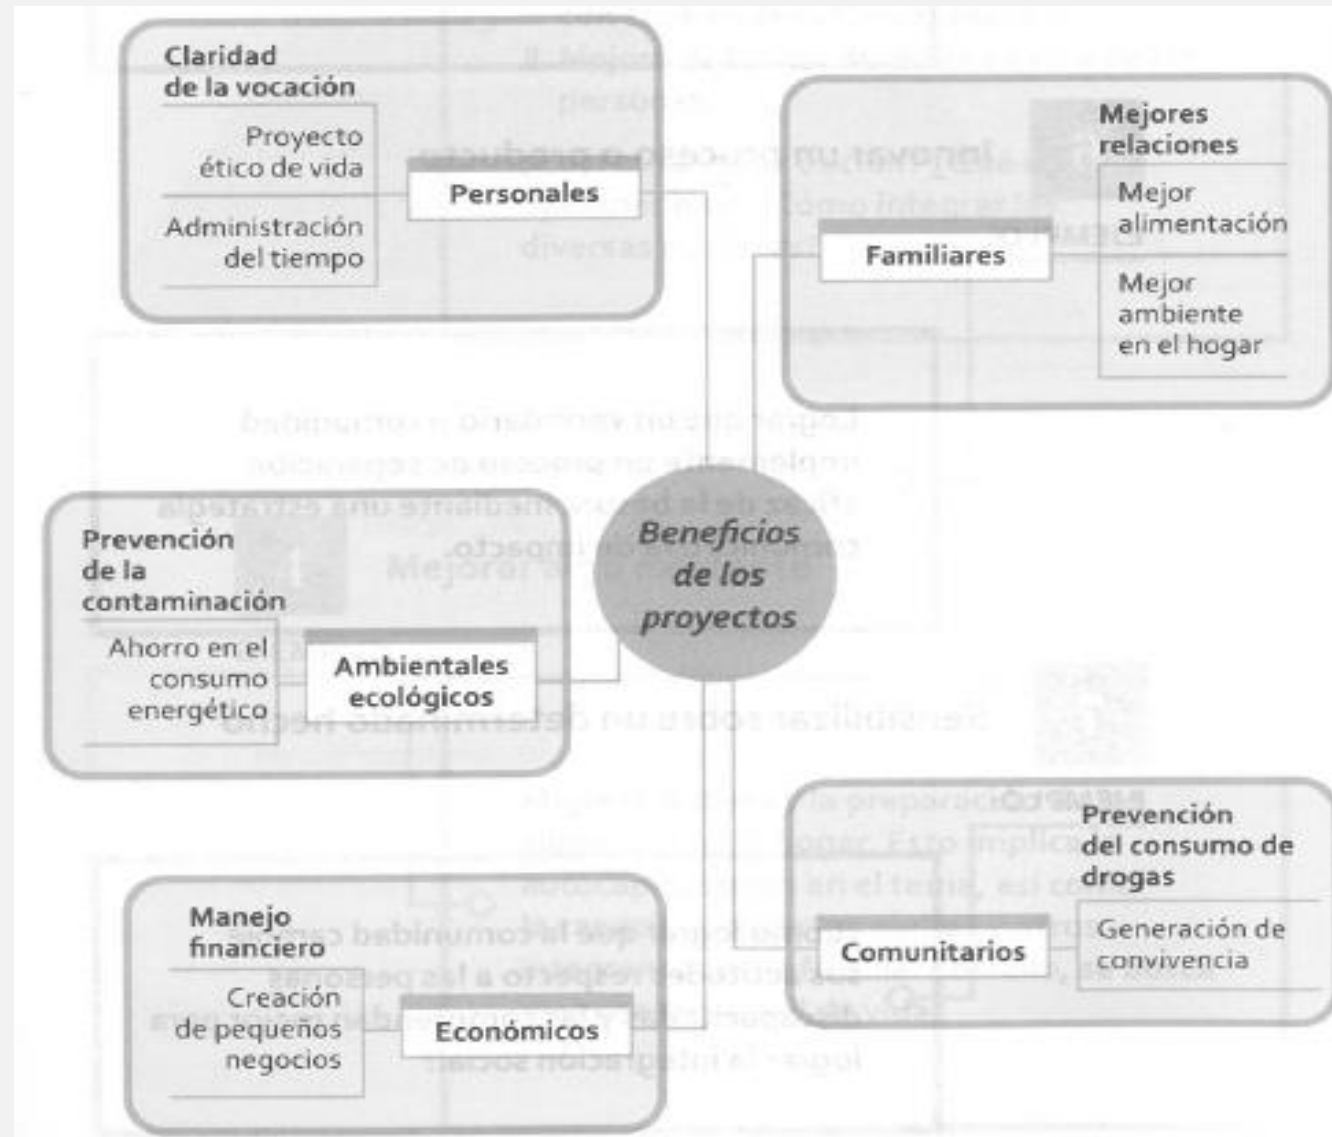 Claridad
de la vocación
Proyecto
ético de vida
Administración
del tiempo
Personales
Mejores
relaciones
Mejor
alimentación
Mejor
ambiente
en el hogar
Familiares
Beneficios
de los
proyectos
Prevención
de la
contaminación
Ahorro en el
consumo
energético
Ambientales
ecológicos
Prevención
del consumo de
drogas
Generación de
convivencia
Comunitarios
Manejo
financiero
Creación
de pequeños
negocios
Económicos